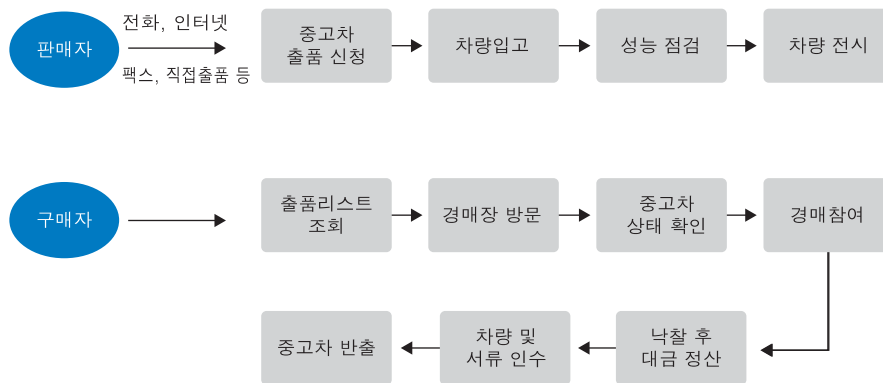 판매자
전화, 인터넷
팩스, 직접출품 등
중고차
출품 신청
차량입고
성능 점검
차량 전시
구매자
출품리스트
조회
경매장 방문
중고차
상태 확인
경매참여
낙찰 후
대금 정산
차량 및
서류 인수
중고차 반출